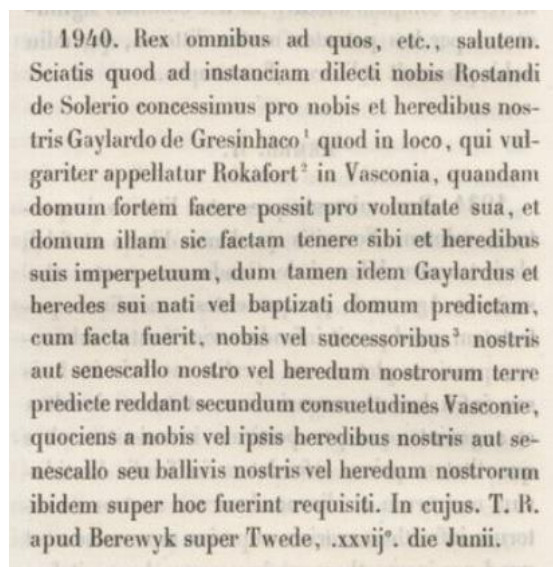 1940. Rex omnibus ad quos, etc., salutem.
Sciatis quod ad instanciam dilecti nobis Rostandi
de Solerio concessimus pro nobis et heredibus nos-
tris Gaylardo de Gresinhaco¹ quod in loco, qui vul-
gariter appellatur Rokafort² in Vasconia, quandam
domum fortem facere possit pro voluntate sua, et
domum illam sic factam tenere sibi et heredibus
suis imperpetuum, dum tamen idem Gaylardus et
heredes sui nati vel baptizati domum predictam,
cum facta fuerit, nobis vel successoribus³ nostris
aut senescallo nostro vel heredum nostrorum terre
predicte reddant secundum consuetudines Vasconie,
quociens a nobis vel ipsis heredibus nostris aut se-
nescallo seu ballivis nostris vel heredum nostrorum
ibidem super hoc fuerint requisiti. In cujus. T. R.
apud Berewyk super Twede, .xxvijº. die Junii.